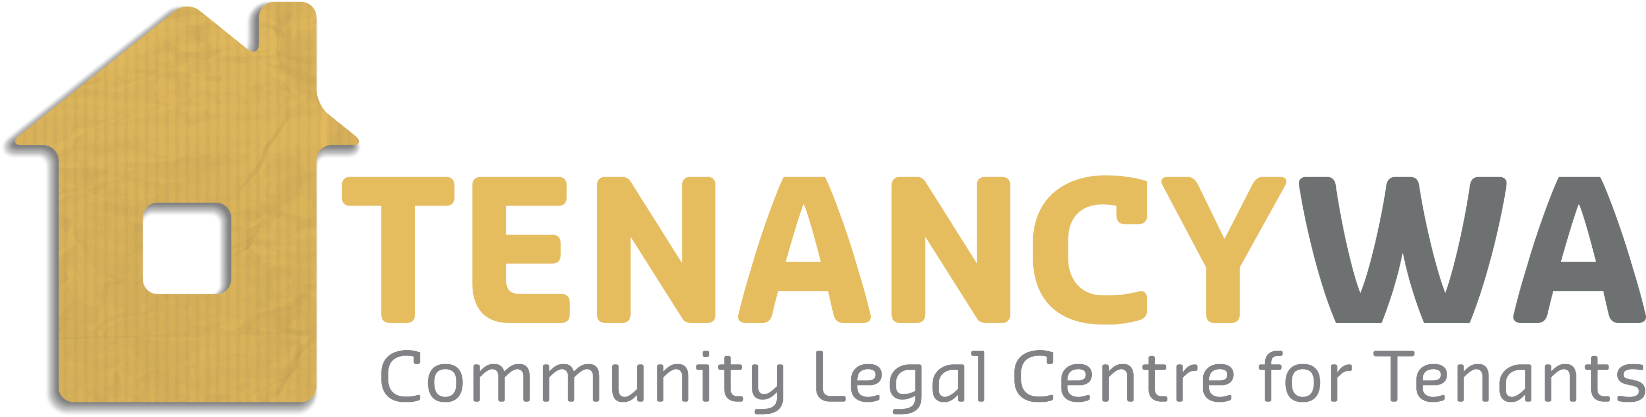 TENANCYWA
Community Legal Centre for Tenants